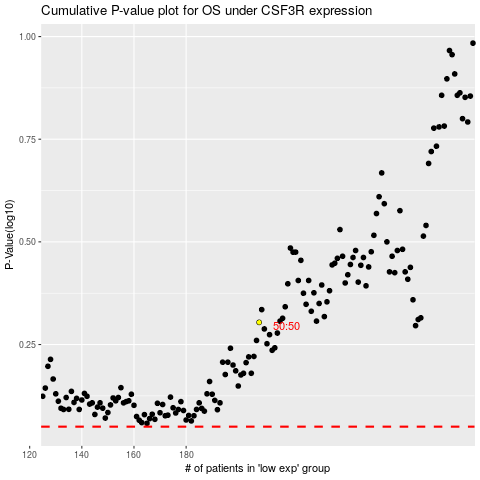 Cumulative P-value plot for OS under CSF3R expression
1.00
0.75
0.50
0.25
P-Value(log10)
50:50
120 140 160 180
# of patients in 'low exp' group